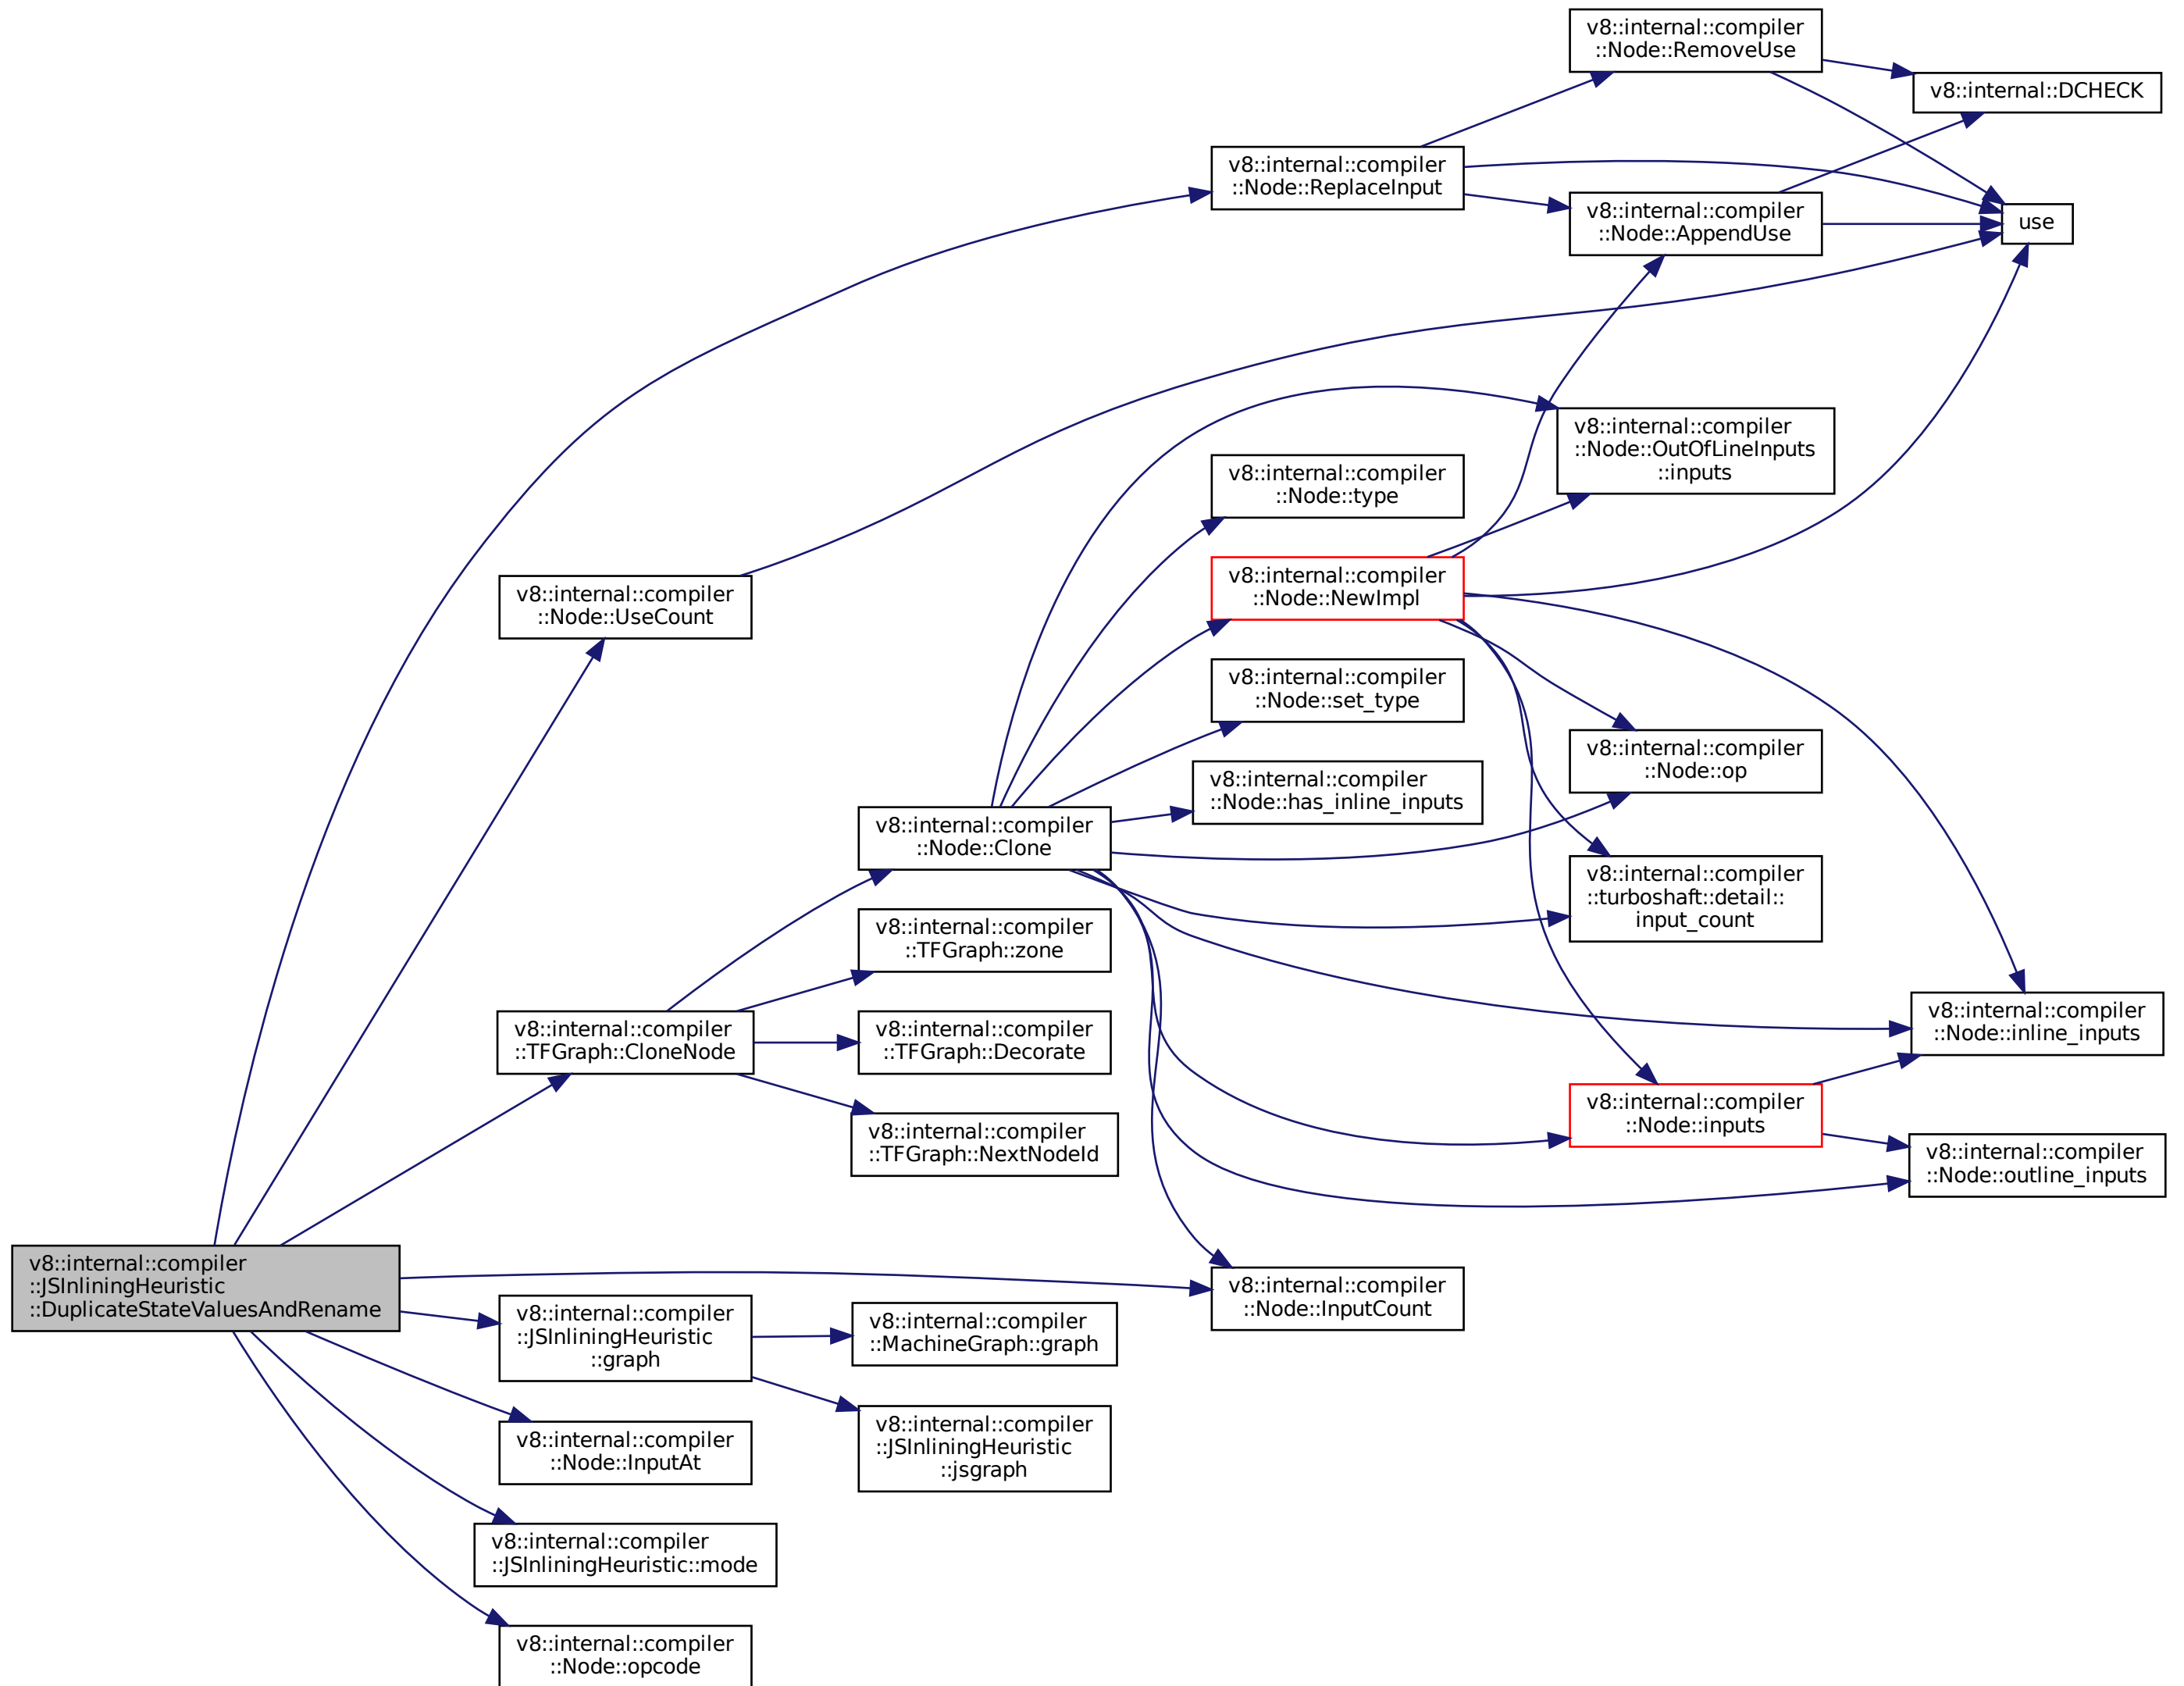 v8::internal::compiler
::JSInliningHeuristic
::DuplicateStateValuesAndRename
v8::internal::compiler
::Node::UseCount
v8::internal::compiler
::TFGraph::CloneNode
v8::internal::compiler
::JSInliningHeuristic
::graph
v8::internal::compiler
::Node::InputAt
v8::internal::compiler
::JSInliningHeuristic::mode
v8::internal::compiler
::Node::opcode
v8::internal::compiler
::Node::Clone
v8::internal::compiler
::TFGraph::zone
v8::internal::compiler
::TFGraph::Decorate
v8::internal::compiler
::TFGraph::NextNodeId
v8::internal::compiler
::MachineGraph::graph
v8::internal::compiler
::JSInliningHeuristic
::jsgraph
v8::internal::compiler
::Node::ReplaceInput
v8::internal::compiler
::Node::type
v8::internal::compiler
::Node::NewImpl
v8::internal::compiler
::Node::set_type
v8::internal::compiler
::Node::has_inline_inputs
v8::internal::compiler
::Node::InputCount
v8::internal::compiler
::Node::RemoveUse
v8::internal::compiler
::Node::AppendUse
v8::internal::compiler
::Node::OutOfLineInputs
::inputs
v8::internal::compiler
::Node::op
v8::internal::compiler
::turboshaft::detail::
input_count
v8::internal::compiler
::Node::inputs
v8::internal::DCHECK
use
v8::internal::compiler
::Node::inline_inputs
v8::internal::compiler
::Node::outline_inputs